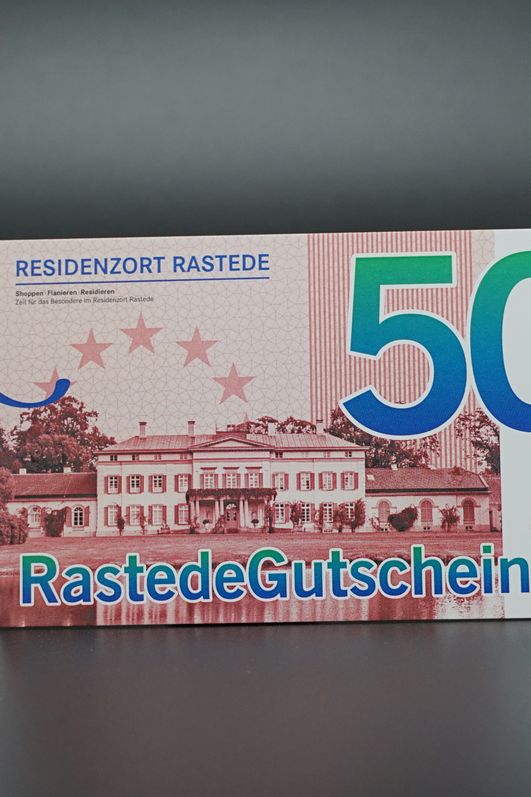 RESIDENZORT RASTEDE
Shoppen · Flanieren · Residieren
Zeit für das Besondere im Residenzort Rastede
50
RastedeGutschein